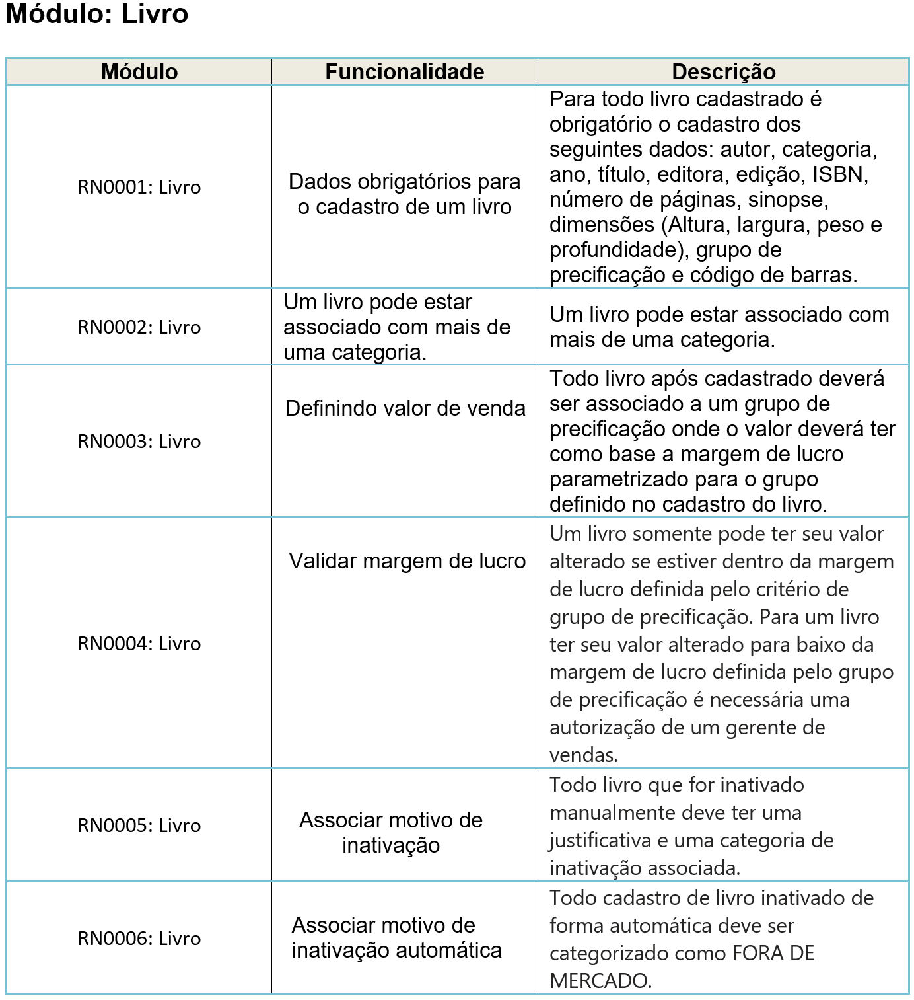 Módulo: Livro
Módulo
Funcionalidade
Descrição
RN0001: Livro
Dados obrigatórios para
o cadastro de um livro
Para todo livro cadastrado é
obrigatório o cadastro dos
seguintes dados: autor, categoria,
ano, título, editora, edição, ISBN,
número de páginas, sinopse,
dimensões (Altura, largura, peso e
profundidade), grupo de
precificação e código de barras.
RN0002: Livro
Um livro pode estar
associado com mais de
uma categoria.
Um livro pode estar associado com
mais de uma categoria.
RN0003: Livro
Definindo valor de venda
Todo livro após cadastrado deverá
ser associado a um grupo de
precificação onde o valor deverá ter
como base a margem de lucro
parametrizado para o grupo
definido no cadastro do livro.
RN0004: Livro
Validar margem de lucro
Um livro somente pode ter seu valor
alterado se estiver dentro da margem
de lucro definida pelo critério de
grupo de precificação. Para um livro
ter seu valor alterado para baixo da
margem de lucro definida pelo grupo
de precificação é necessária uma
autorização de um gerente de
vendas.
RN0005: Livro
Associar motivo de
inativação
Todo livro que for inativado
manualmente deve ter uma
justificativa e uma categoria de
inativação associada.
RN0006: Livro
Associar motivo de
inativação automática
Todo cadastro de livro inativado de
forma automática deve ser
categorizado como FORA DE
MERCADO.